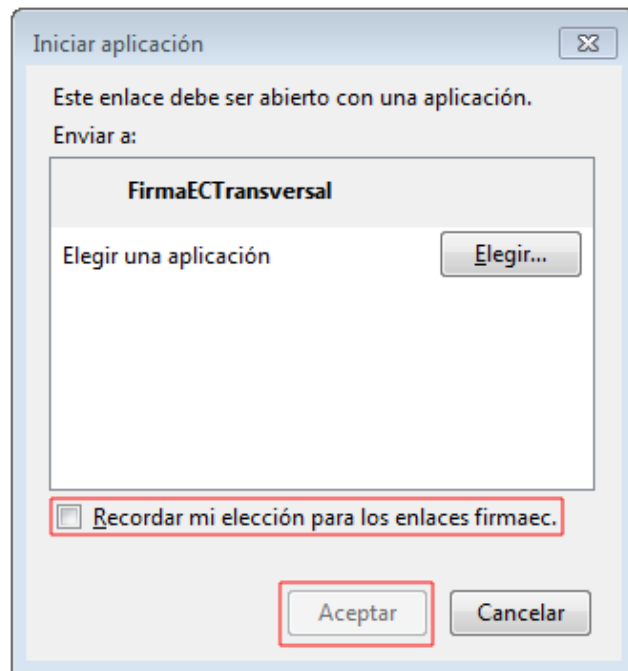 Iniciar aplicación
Este enlace debe ser abierto con una aplicación.
Enviar a:
FirmaECTransversal
Elegir una aplicación
Elegir...
Recordar mi elección para los enlaces firmaec.
Aceptar
Cancelar